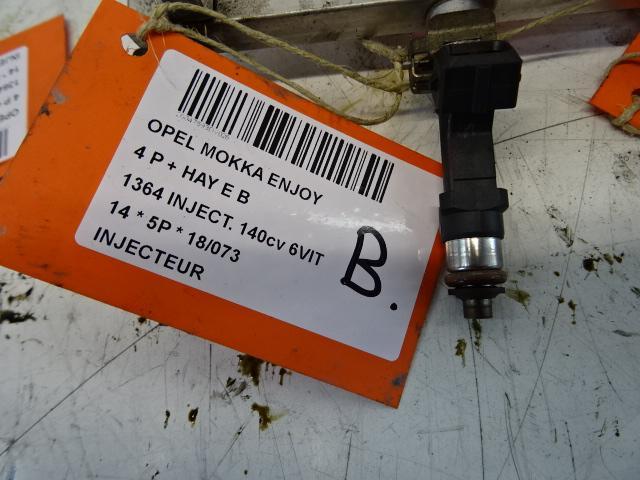 OPEL MOKKA ENJOY
4 P + HAY E B
1364 INJECT. 140cv 6VIT
14 * 5P * 18/073
INJECTEUR
B.